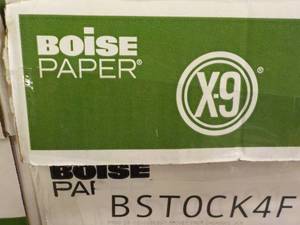 BOISE
PAPER®
X-9®
BOISE
PAP
BSTOCK4F